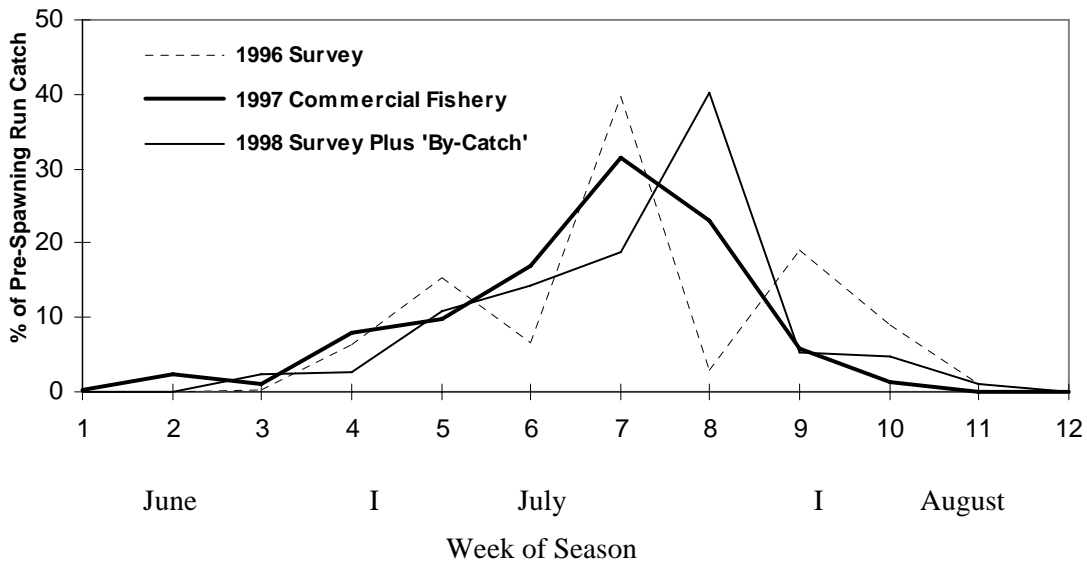 50
1996 Survey
40
1997 Commercial Fishery
1998 Survey Plus 'By-Catch'
30
20
10
0
% of Pre-Spawning Run Catch
1 2 3 4 5 6 7 8 9 10 11 12
June I July I August
Week of Season